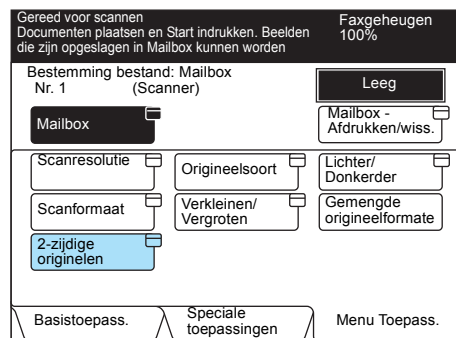 Gereed voor scannen
Documenten plaatsen en Start indrukken. Beelden
die zijn opgeslagen in Mailbox kunnen worden
Faxgeheugen
100%
Bestemming bestand: Mailbox
Nr. 1 (Scanner)
Leeg
Mailbox
Mailbox -
Afdrukken/wiss.
Scanresolutie
Origineelsoort
Lichter/
Donkerder
Scanformaat
Verkleinen/
Vergroten
Gemengde
origineelformate
2-zijdige
originelen
Basistoepass.
Speciale
toepassingen
Menu Toepass.